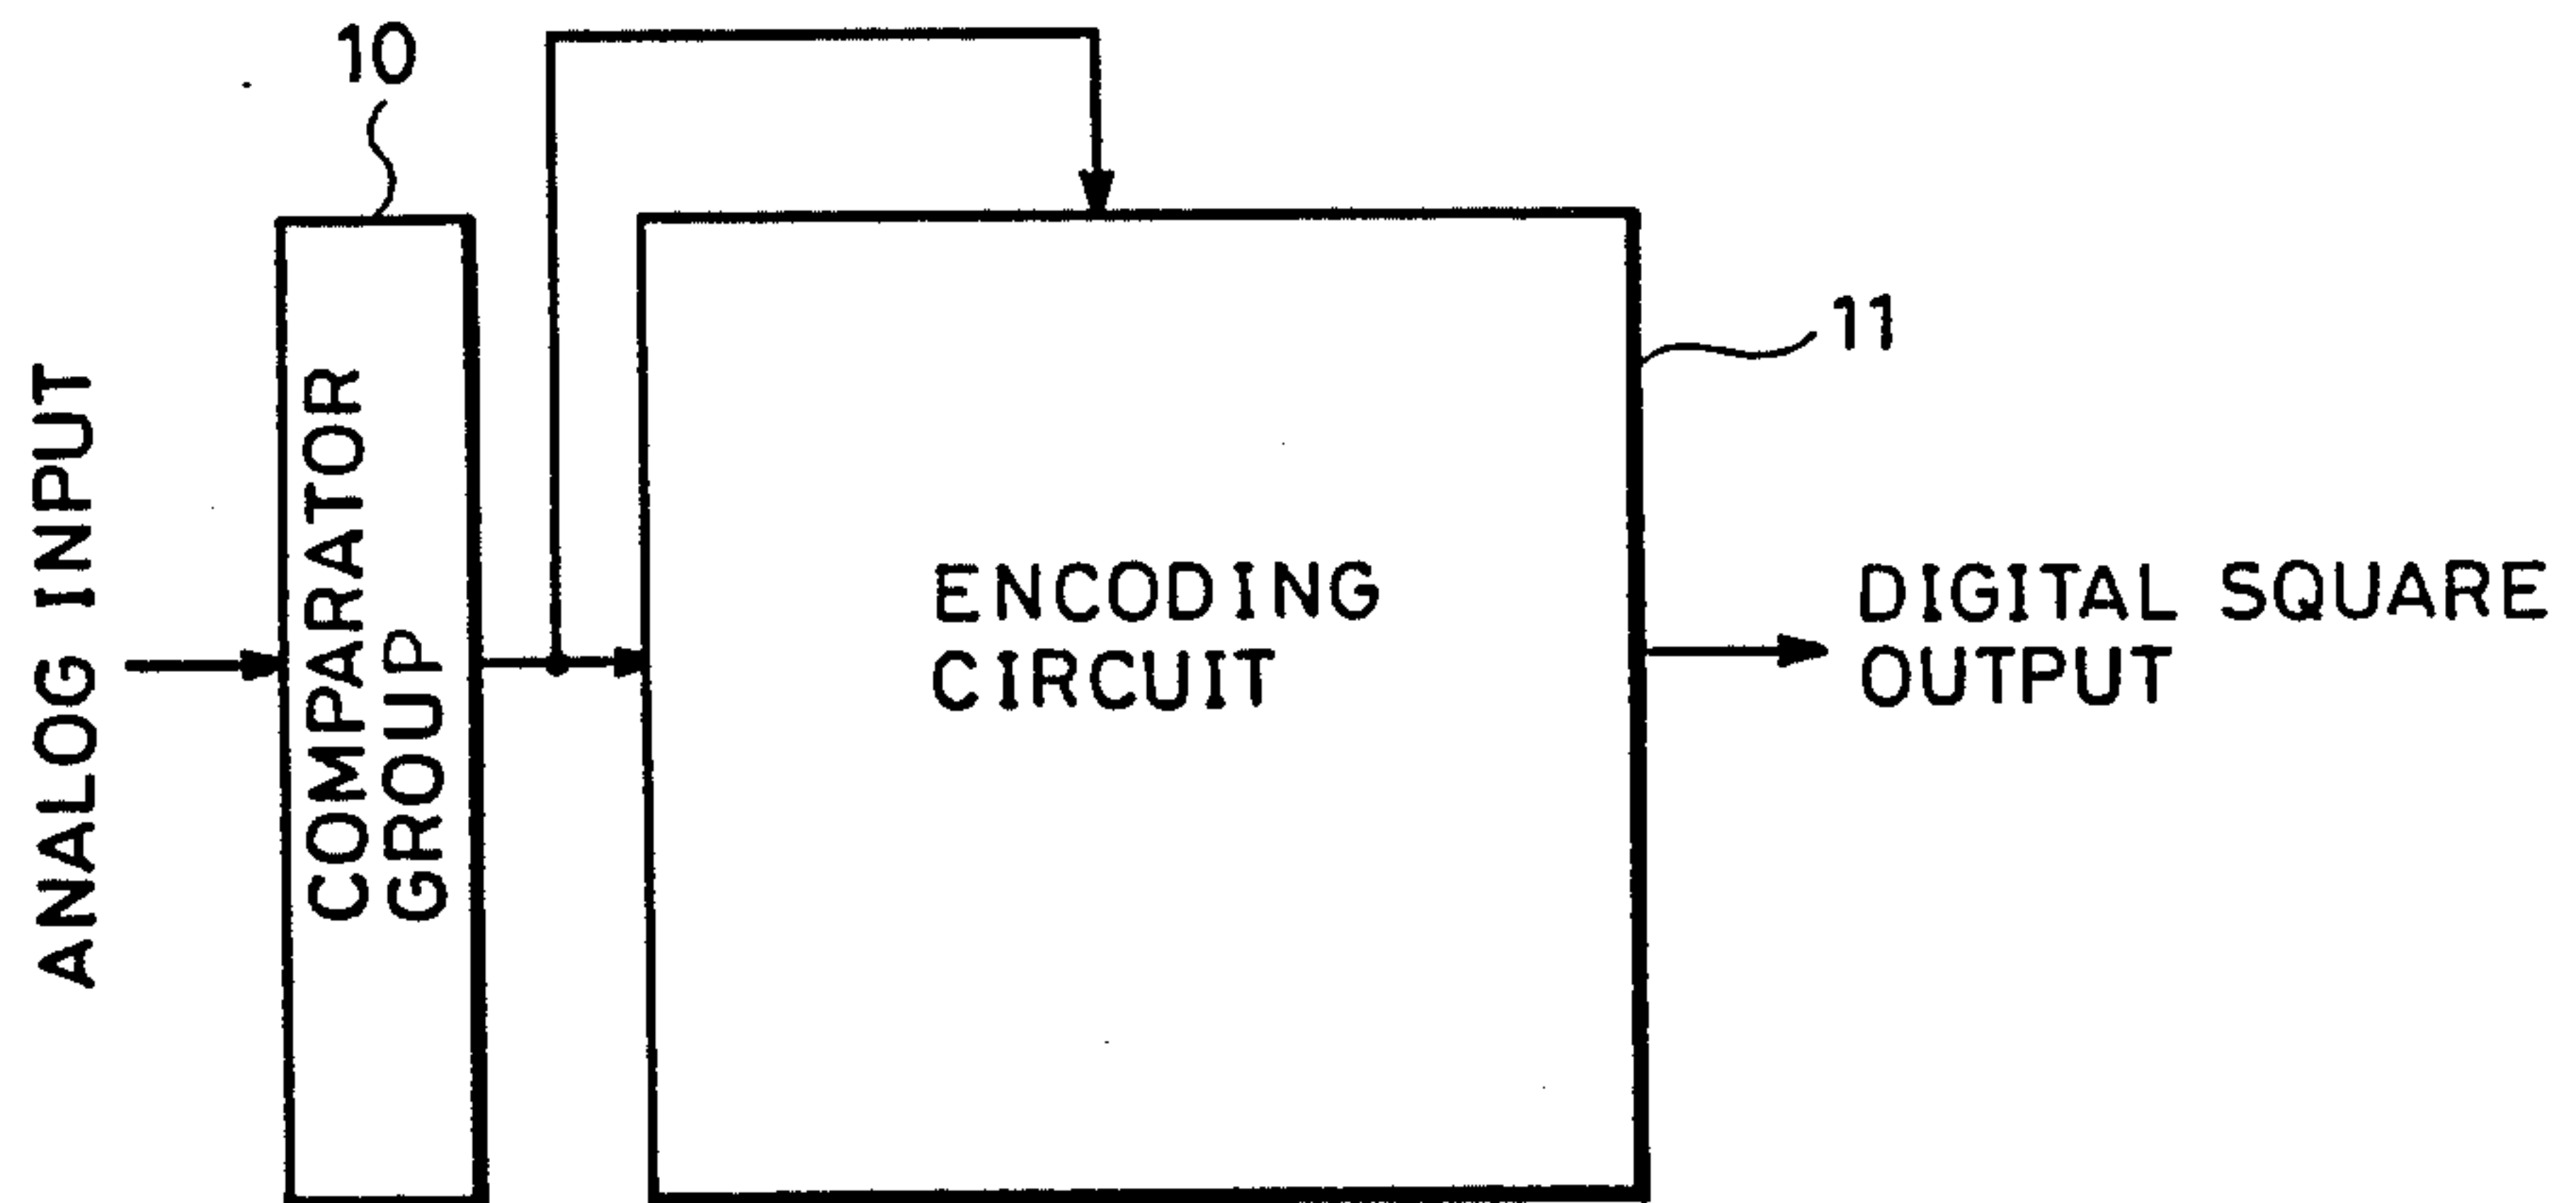 10
ANALOG INPUT
COMPARATOR
GROUP
11
ENCODING
CIRCUIT
DIGITAL SQUARE
OUTPUT